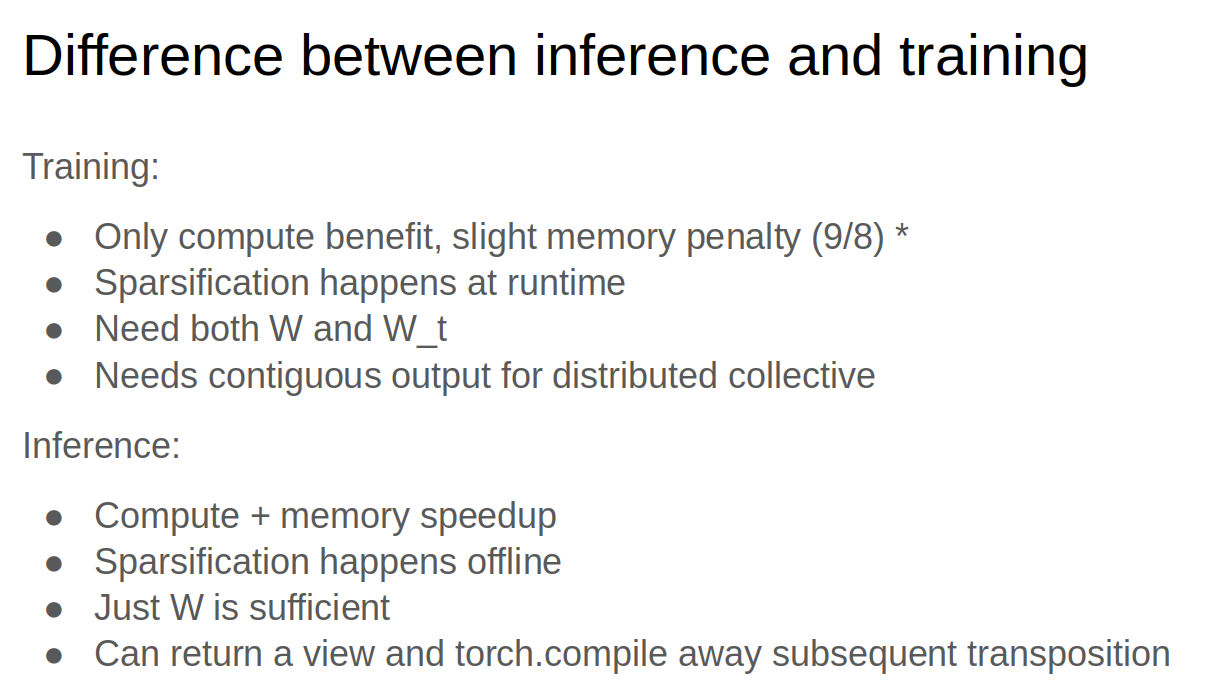 Difference between inference and training
Training:
● Only compute benefit, slight memory penalty (9/8) *
● Sparsification happens at runtime
● Need both W and W_t
● Needs contiguous output for distributed collective
Inference:
● Compute + memory speedup
● Sparsification happens offline
● Just W is sufficient
● Can return a view and torch.compile away subsequent transposition